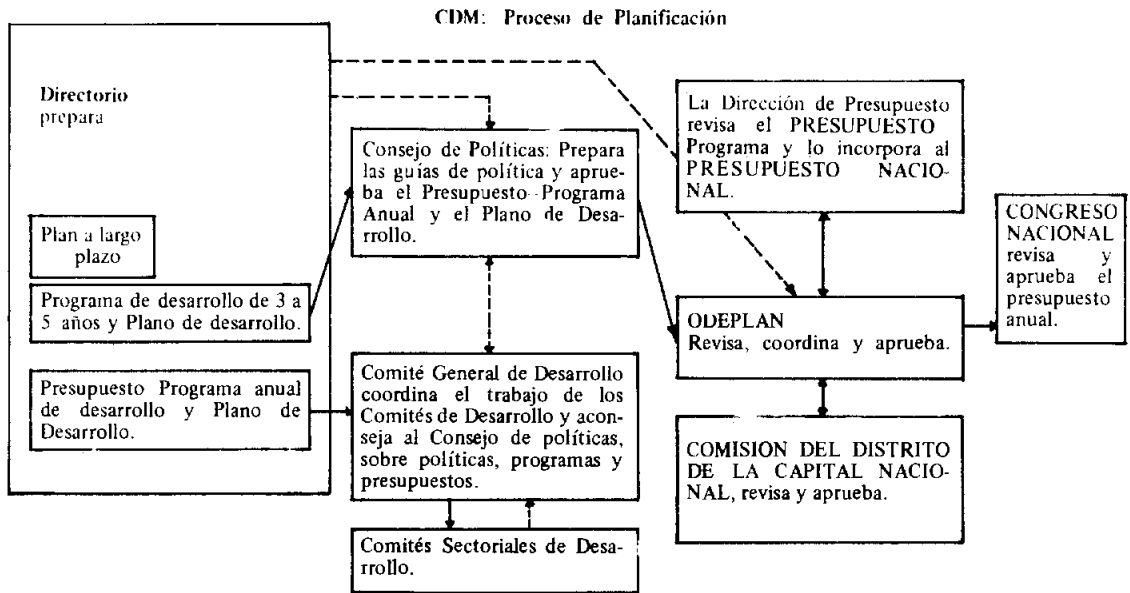 CDM: Proceso de Planificación
Directorio
prepara
Plan a largo
plazo
Programa de desarrollo de 3 a
5 años y Plano de desarrollo.
Presupuesto Programa anual
de desarrollo y Plano de
Desarrollo.
Consejo de Políticas: Prepara
las guías de política y aprue-
ba el Presupuesto Programa
Anual y el Plano de Desa-
rrollo.
Comité General de Desarrollo
coordina el trabajo de los
Comités de Desarrollo y acon-
seja al Consejo de políticas,
sobre políticas, programas y
presupuestos.
Comités Sectoriales de Desa-
rrollo.
La Dirección de Presupuesto
revisa el PRESUPUESTO
Programa y lo incorpora al
PRESUPUESTO NACIO-
NAL.
ODEPLAN
Revisa, coordina y aprueba.
COMISION DEL DISTRITO
DE LA CAPITAL NACIO-
NAL, revisa y aprueba.
CONGRESO
NACIONAL
revisa y
aprueba el
presupuesto
anual.